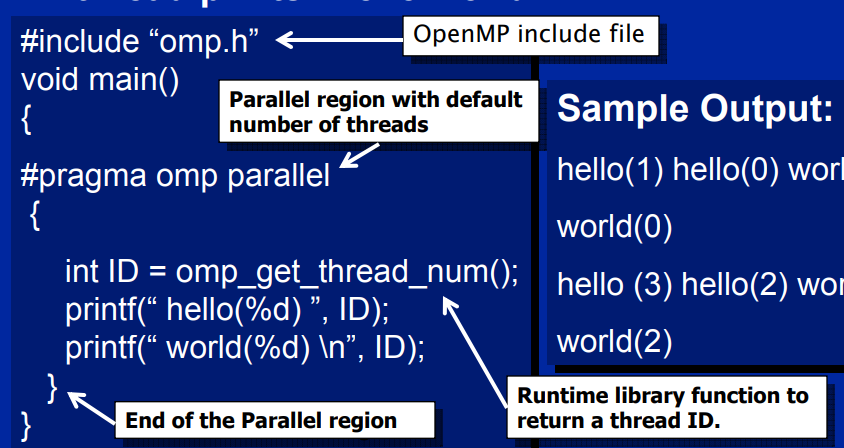 #include “omp.h”
OpenMP include file
void main()
{
Parallel region with default
number of threads
#pragma omp parallel
{
int ID = omp_get_thread_num();
printf(“ hello(%d) ”, ID);
printf(“ world(%d) \n”, ID);
}
End of the Parallel region
}
Runtime library function to
return a thread ID.
Sample Output:
hello(1) hello(0)
world(0)
hello (3) hello(2)
world(2)